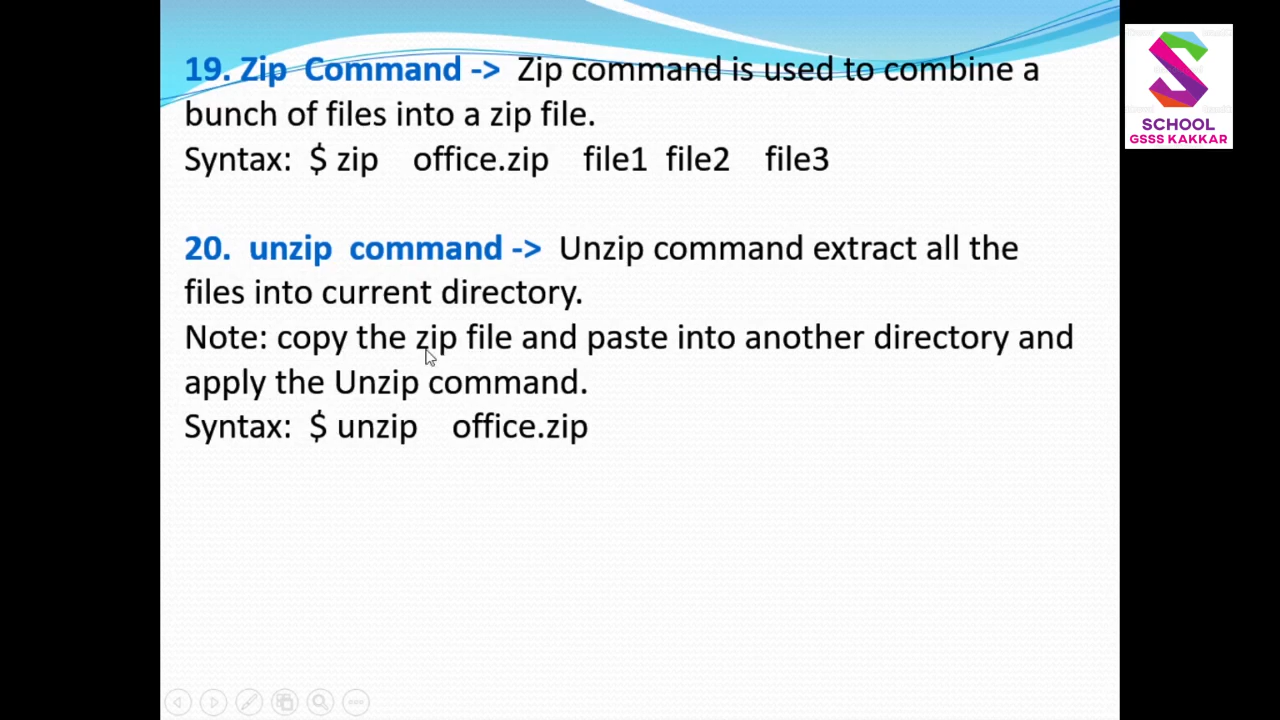 19. Zip Command -> Zip command is used to combine a
bunch of files into a zip file.
Syntax: $ zip office.zip file1 file2 file3
20. unzip command -> Unzip command extract all the
files into current directory.
Note: copy the zip file and paste into another directory and
apply the Unzip command.
Syntax: $ unzip office.zip
SCHOOL
GSSS KAKKAR